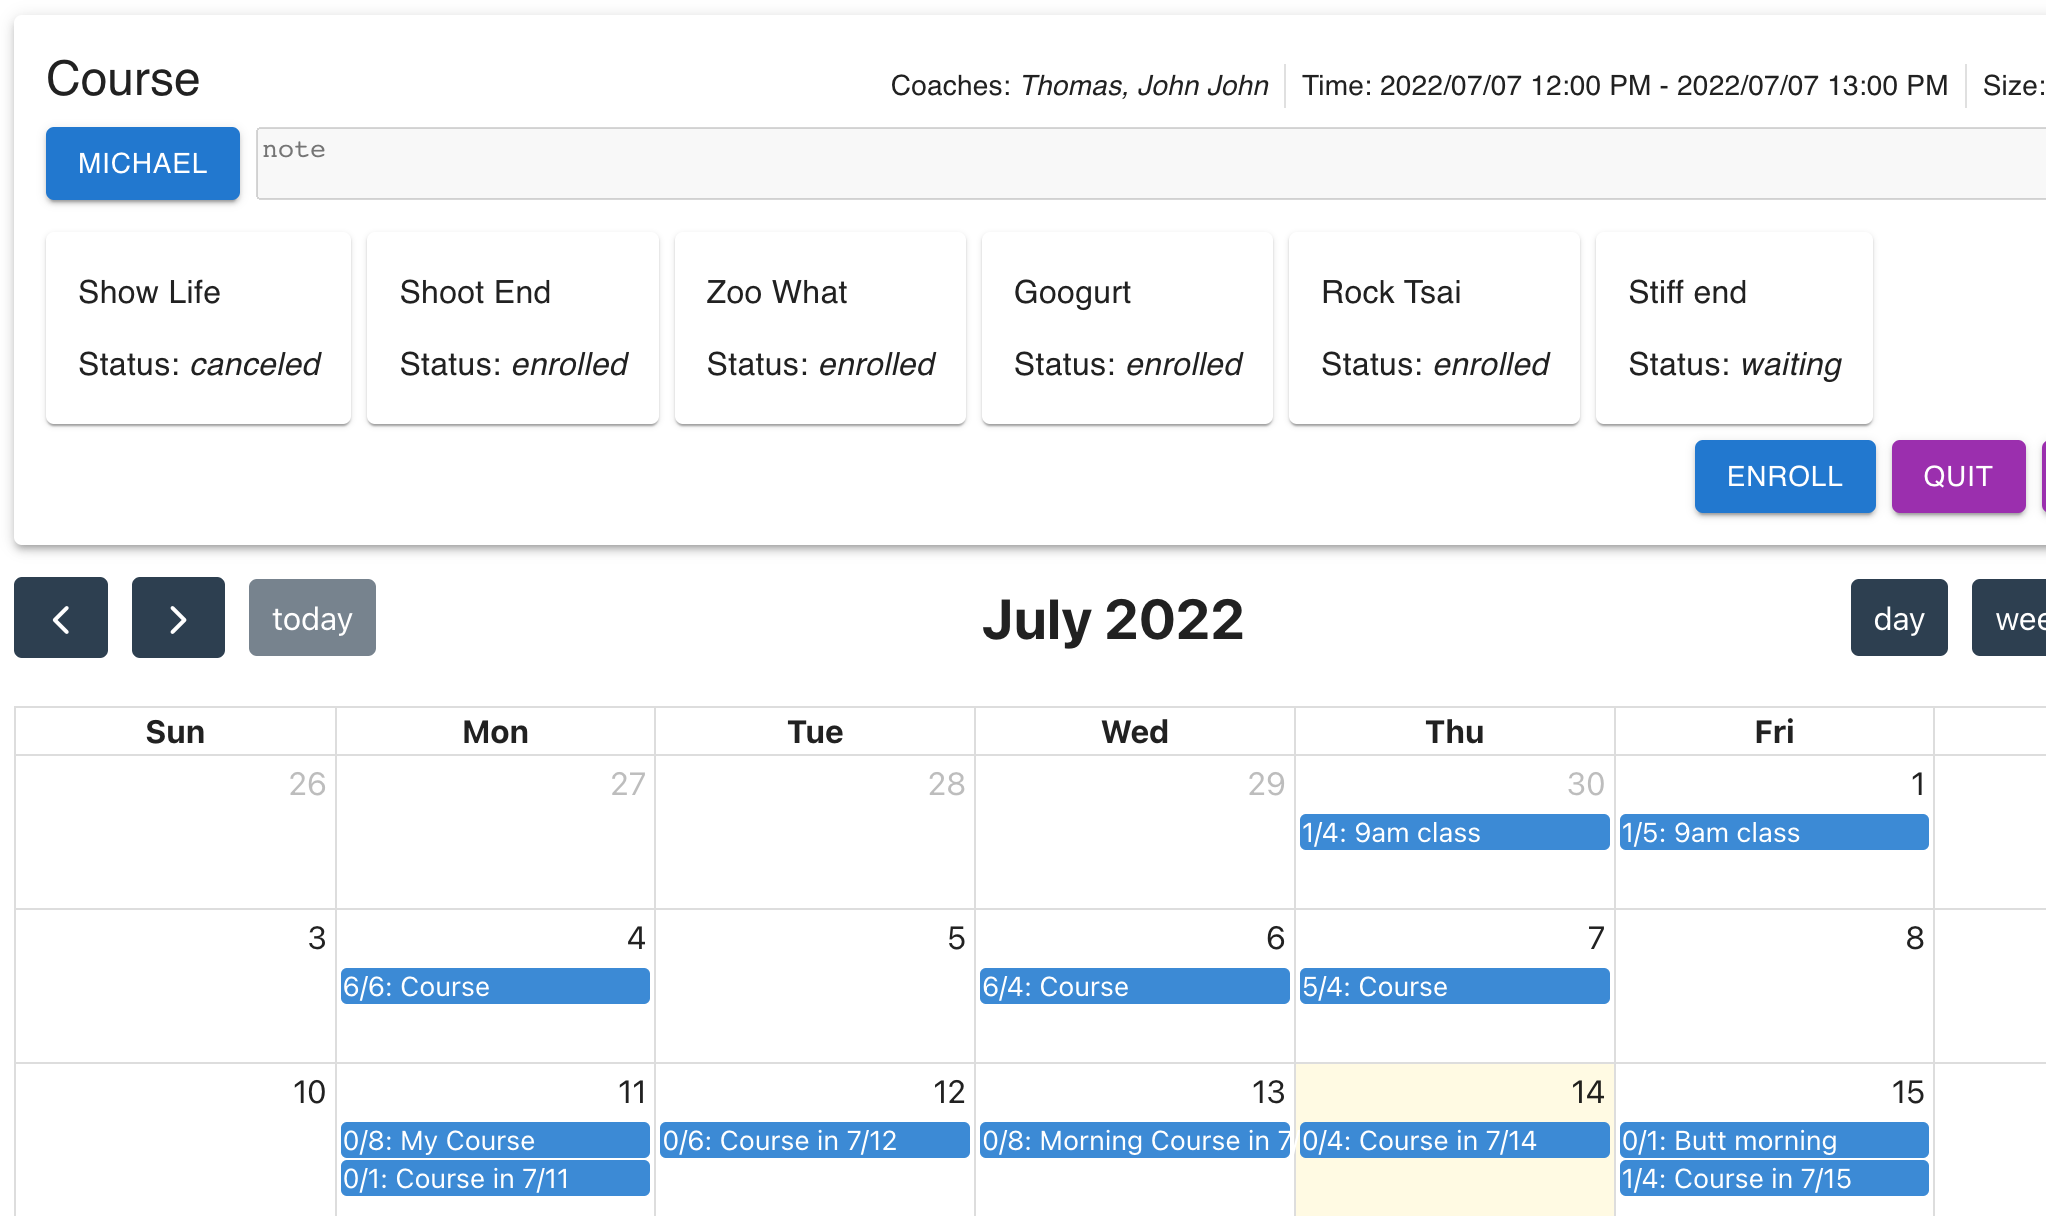 Course
Coaches: Thomas, John John
Time: 2022/07/07 12:00 PM - 2022/07/07 13:00 PM
Size:
MICHAEL
note
Show Life
Status: canceled
Shoot End
Status: enrolled
Zoo What
Status: enrolled
Googurt
Status: enrolled
Rock Tsai
Status: enrolled
Stiff end
Status: waiting
ENROLL
QUIT
today
July 2022
day
Sun Mon Tue Wed Thu Fri
26 27 28 29 30 1
1/4: 9am class
1/5: 9am class
3 4 5 6 7 8
6/6: Course
6/4: Course
5/4: Course
10 11 12 13 14 15
0/8: My Course
0/6: Course in 7/12
0/8: Morning Course in 7
0/4: Course in 7/14
0/1: Butt morning
0/1: Course in 7/11
1/4: Course in 7/15